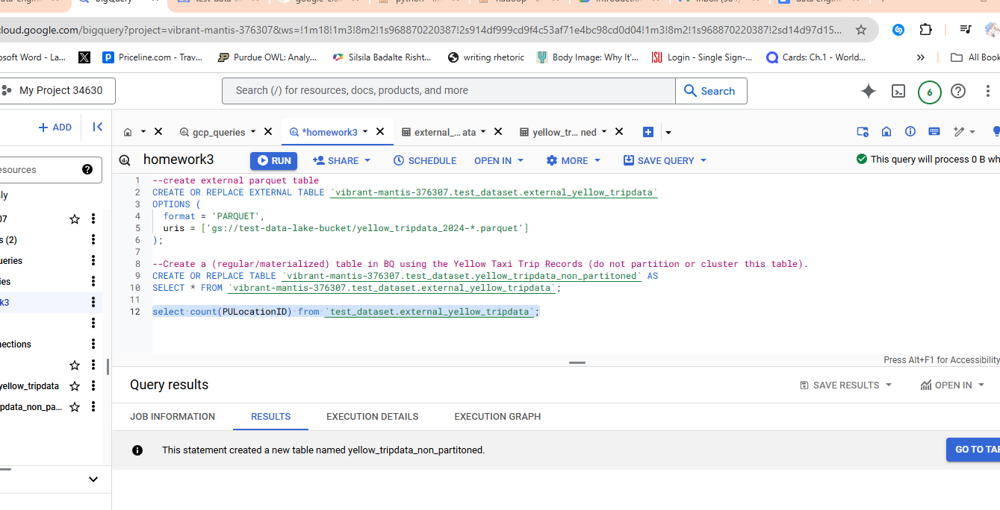 BigQuery
cloud.google.com/bigquery?project=vibrant-mantis-376307&ws=!1m18!1m3!8m2!1s968870220387!2s914df999cd9f4c53af71e4bc98cd0d04!1m3!8m2!1s968870220387!2sd14d97d15...
osoft Word - La... Priceline.com - Trav... Purdue OWL: Analy... Silsila Badalte Risht... writing rhetoric Body Image: Why It'... Login - Single Sign-... Cards: Ch.1 - World... » All Book
My Project 34630 Search (/) for resources, docs, products, and more Search 6
+ ADD gcp_queries *homework3 external_... ata yellow_tr... ned
esources homework3 RUN SHARE SCHEDULE OPEN IN MORE SAVE QUERY This query will process 0 B wh
1 --create external parquet table
2 CREATE OR REPLACE EXTERNAL TABLE `vibrant-mantis-376307.test_dataset.external_yellow_tripdata`
3 OPTIONS (
4 format = 'PARQUET',
5 uris = ['gs://test-data-lake-bucket/yellow_tripdata_2024-*.parquet']
6 );
7
8 --Create a (regular/materialized) table in BQ using the Yellow Taxi Trip Records (do not partition or cluster this table).
9 CREATE OR REPLACE TABLE `vibrant-mantis-376307.test_dataset.yellow_tripdata_non_partitoned` AS
10 SELECT * FROM `vibrant-mantis-376307.test_dataset.external_yellow_tripdata`;
11
12 select count(PULocationID) from `test_dataset.external_yellow_tripdata`;
ly
07
s (2)
ueries
ies
k3
nections
yellow_tripdata
pdata_non_pa...
Press Alt+F1 for Accessibility
Query results SAVE RESULTS OPEN IN
JOB INFORMATION RESULTS EXECUTION DETAILS EXECUTION GRAPH
This statement created a new table named yellow_tripdata_non_partitoned. GO TO TAB